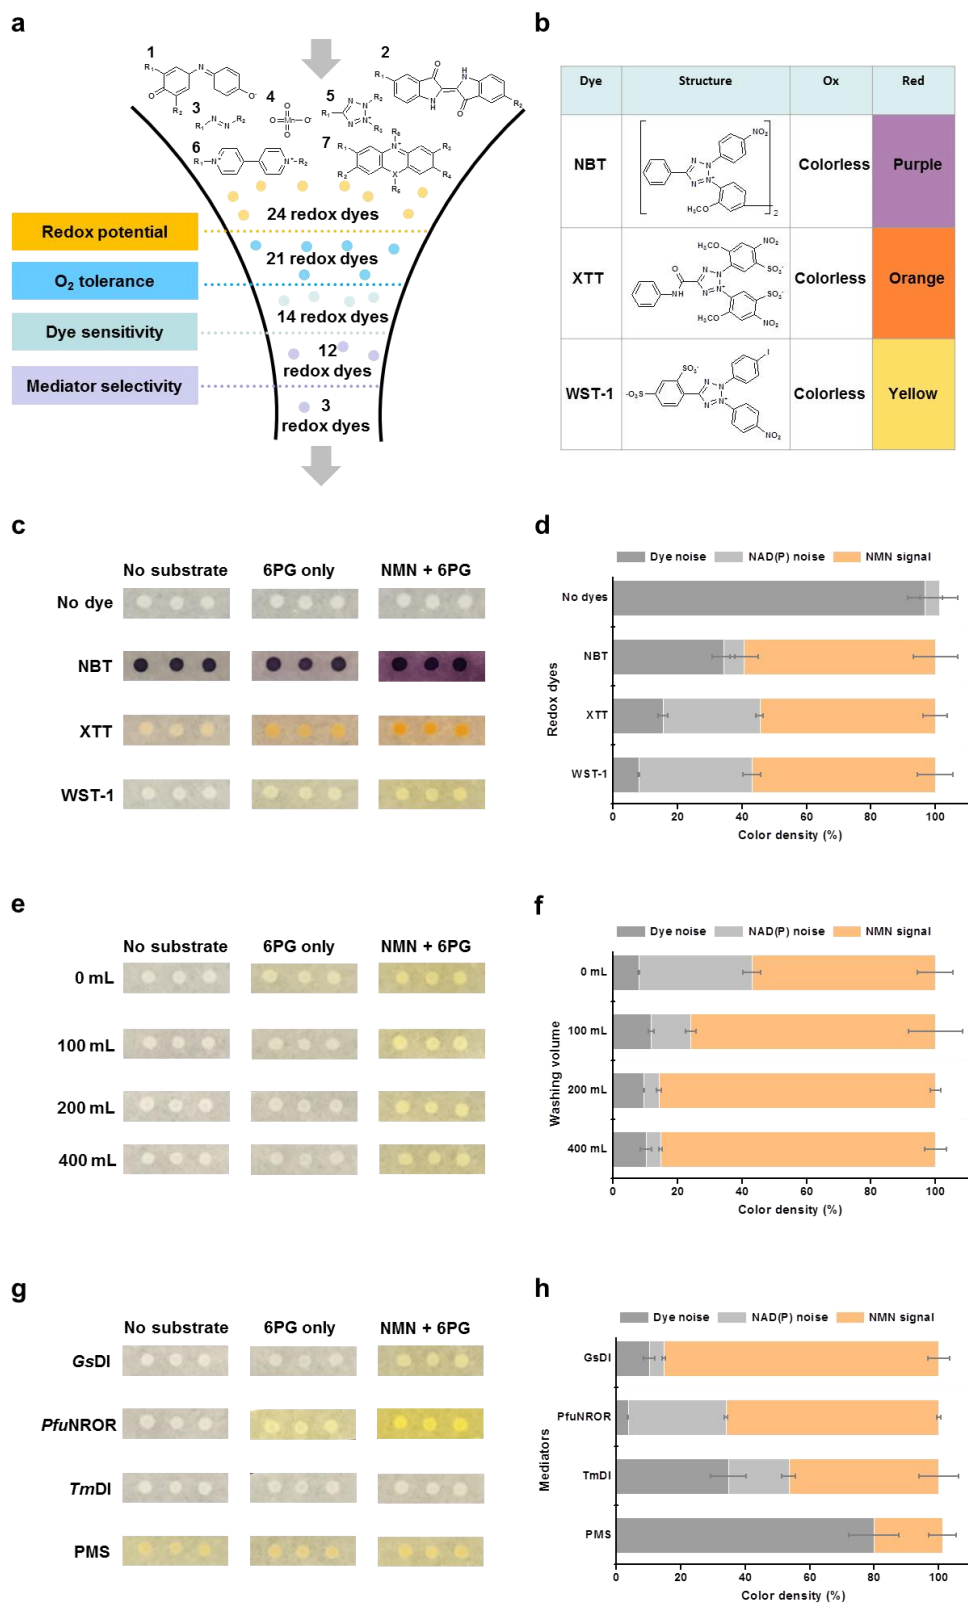 a
1
2
3
4
5
6
7
24 redox dyes
Redox potential
21 redox dyes
O₂ tolerance
14 redox dyes
Dye sensitivity
12
redox dyes
Mediator selectivity
3
redox dyes
b
Dye Structure Ox Red
NBT Colorless Purple
XTT Colorless Orange
WST-1 Colorless Yellow
c
No substrate 6PG only NMN + 6PG
No dye
NBT
XTT
WST-1
d
Dye noise NAD(P) noise NMN signal
Redox dyes
No dyes
NBT
XTT
WST-1
0 20 40 60 80 100
Color density (%)
e
No substrate 6PG only NMN + 6PG
0 mL
100 mL
200 mL
400 mL
f
Dye noise NAD(P) noise NMN signal
Washing volume
0 mL
100 mL
200 mL
400 mL
0 20 40 60 80 100
Color density (%)
g
No substrate 6PG only NMN + 6PG
GsDI
PfuNROR
TmDI
PMS
h
Dye noise NAD(P) noise NMN signal
Mediators
GsDI
PfuNROR
TmDI
PMS
0 20 40 60 80 100
Color density (%)